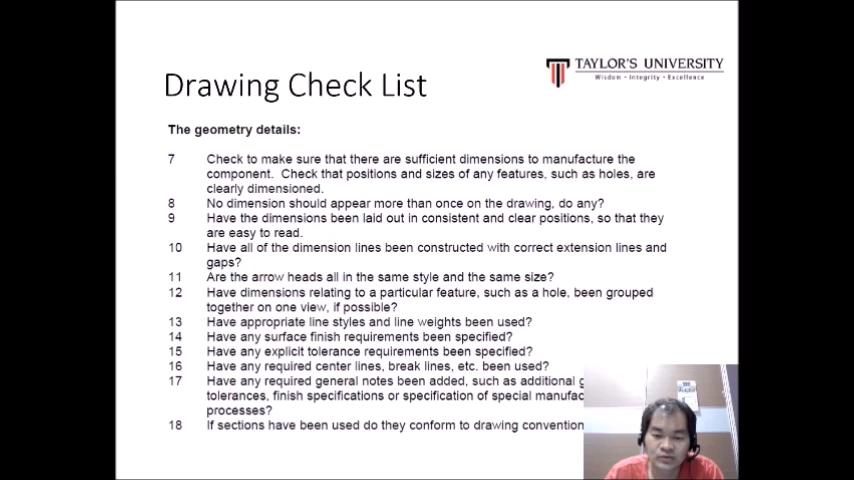 Drawing Check List
TAYLOR'S UNIVERSITY
Wisdom • Integrity • Excellence
The geometry details:
7 Check to make sure that there are sufficient dimensions to manufacture the
component. Check that positions and sizes of any features, such as holes, are
clearly dimensioned.
8 No dimension should appear more than once on the drawing, do any?
9 Have the dimensions been laid out in consistent and clear positions, so that they
are easy to read.
10 Have all of the dimension lines been constructed with correct extension lines and
gaps?
11 Are the arrow heads all in the same style and the same size?
12 Have dimensions relating to a particular feature, such as a hole, been grouped
together on one view, if possible?
13 Have appropriate line styles and line weights been used?
14 Have any surface finish requirements been specified?
15 Have any explicit tolerance requirements been specified?
16 Have any required center lines, break lines, etc. been used?
17 Have any required general notes been added, such as additional
tolerances, finish specifications or specification of special manufac
processes?
18 If sections have been used do they conform to drawing convention